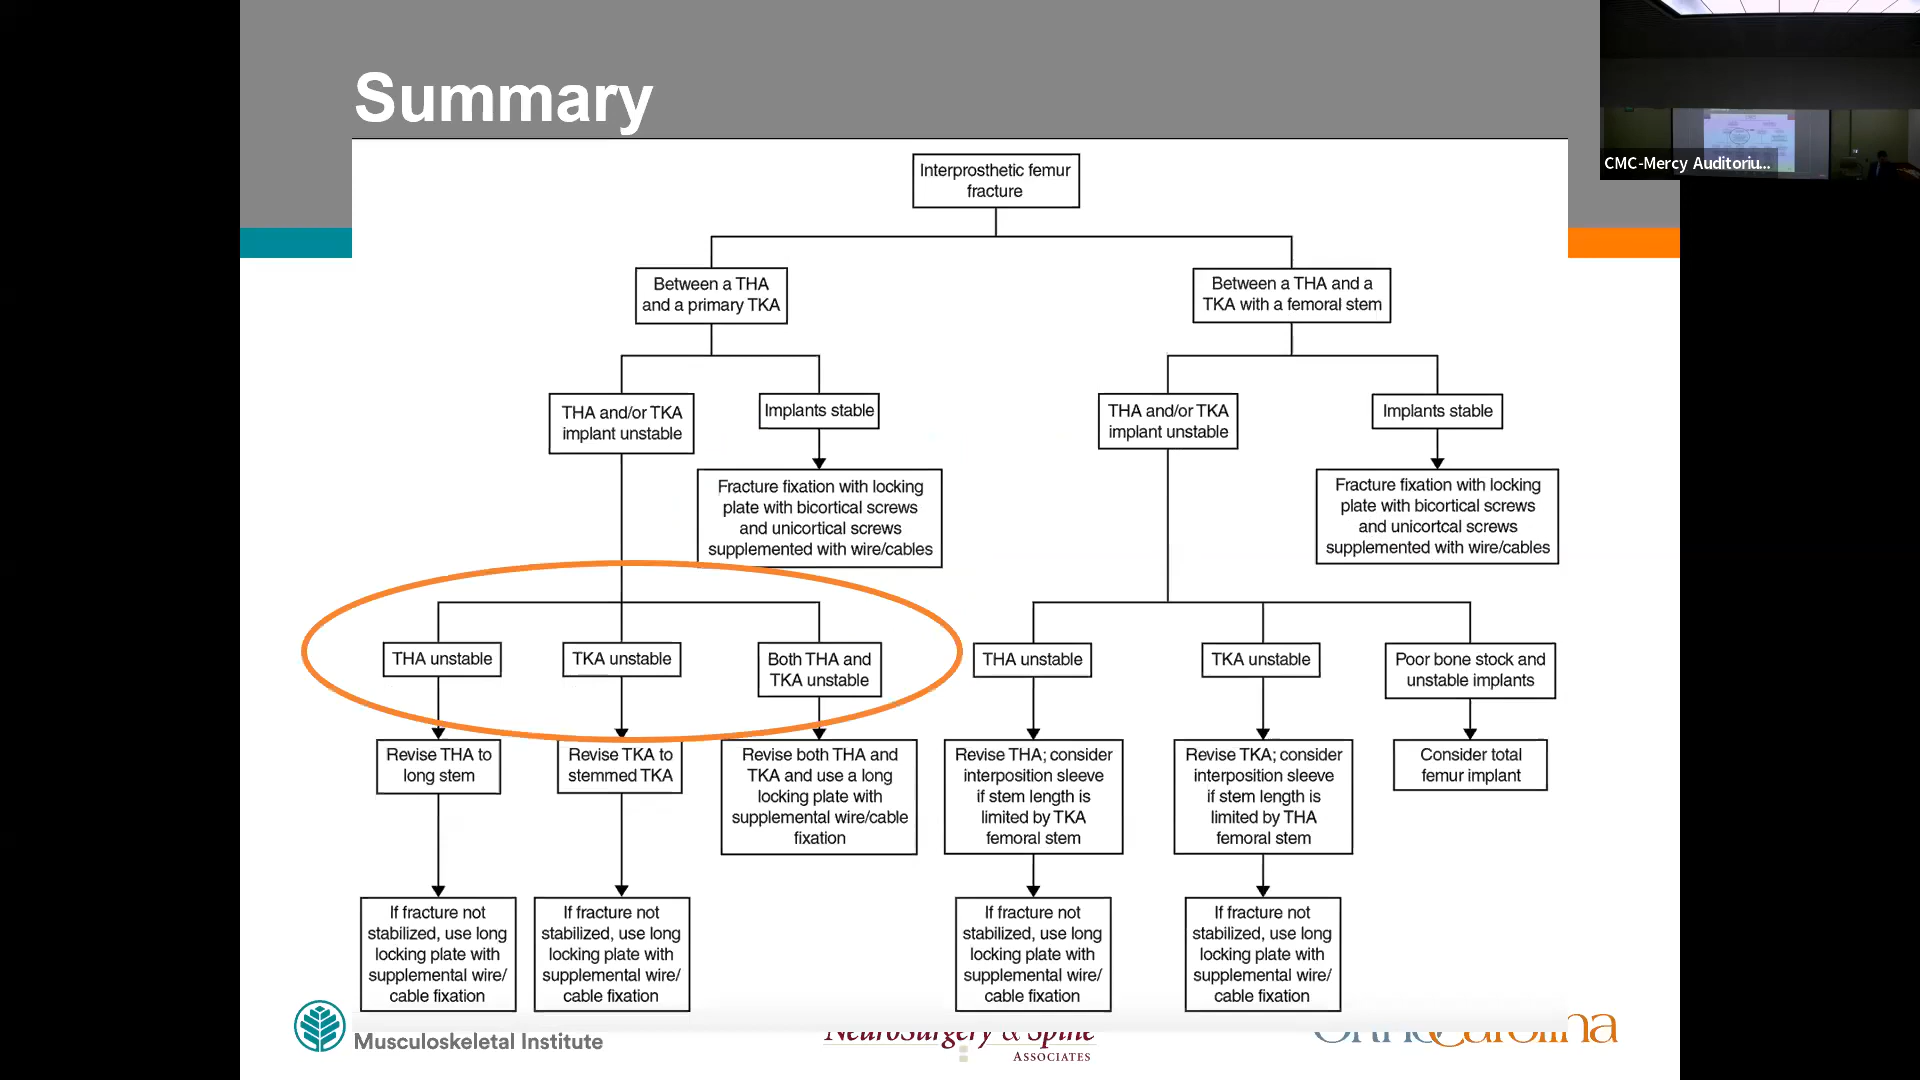 Summary
CMC-Mercy Auditoriu...
Interprosthetic femur
fracture
Between a THA
and a primary TKA
Between a THA and a
TKA with a femoral stem
THA and/or TKA
implant unstable
Implants stable
THA and/or TKA
implant unstable
Implants stable
Fracture fixation with locking
plate with bicortical screws
and unicortical screws
supplemented with wire/cables
Fracture fixation with locking
plate with bicortical screws
and unicortcal screws
supplemented with wire/cables
THA unstable
TKA unstable
Both THA and
TKA unstable
THA unstable
TKA unstable
Poor bone stock and
unstable implants
Revise THA to
long stem
Revise TKA to
stemmed TKA
Revise both THA and
TKA and use a long
locking plate with
supplemental wire/cable
fixation
Revise THA; consider
interposition sleeve
if stem length is
limited by TKA
femoral stem
Revise TKA; consider
interposition sleeve
if stem length is
limited by THA
femoral stem
Consider total
femur implant
If fracture not
stabilized, use long
locking plate with
supplemental wire/
cable fixation
If fracture not
stabilized, use long
locking plate with
supplemental wire/
cable fixation
If fracture not
stabilized, use long
locking plate with
supplemental wire/
cable fixation
If fracture not
stabilized, use long
locking plate with
supplemental wire/
cable fixation
Musculoskeletal Institute
Neurosurgery & Spine
ASSOCIATES
OrthoCarolina